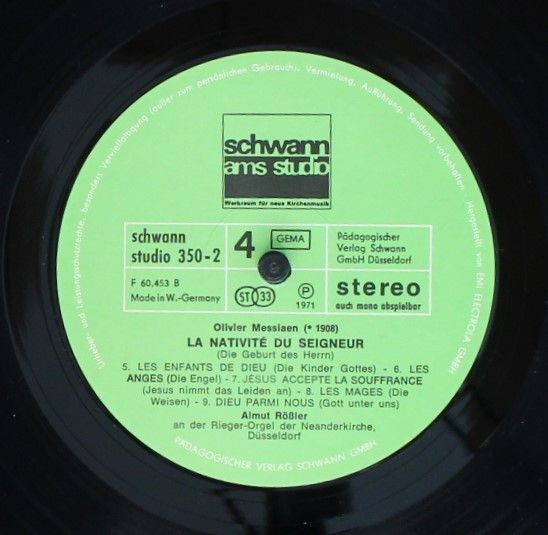 Urheber- und Leistungsschutzrechte, besonders Vervielfältigung (außer zum persönlichen Gebrauch), Vermietung, Aufführung, Sendung vorbehalten · Hergestellt von EMI ELECTROLA GMBH
schwann
ams studio
Werkraum für neue Kirchenmusik
schwann
studio 350-2
4
GEMA
Pädagogischer
Verlag Schwann
GmbH Düsseldorf
F 60.453 B
Made in W.-Germany
ST 33
P
1971
stereo
auch mono abspielbar
Olivier Messiaen (* 1908)
LA NATIVITÉ DU SEIGNEUR
(Die Geburt des Herrn)
5. LES ENFANTS DE DIEU (Die Kinder Gottes) - 6. LES
ANGES (Die Engel) - 7. JÉSUS ACCEPTE LA SOUFFRANCE
(Jesus nimmt das Leiden an) - 8. LES MAGES (Die
Weisen) - 9. DIEU PARMI NOUS (Gott unter uns)
Almut Rößler
an der Rieger-Orgel der Neanderkirche,
Düsseldorf
PÄDAGOGISCHER VERLAG SCHWANN GMBH